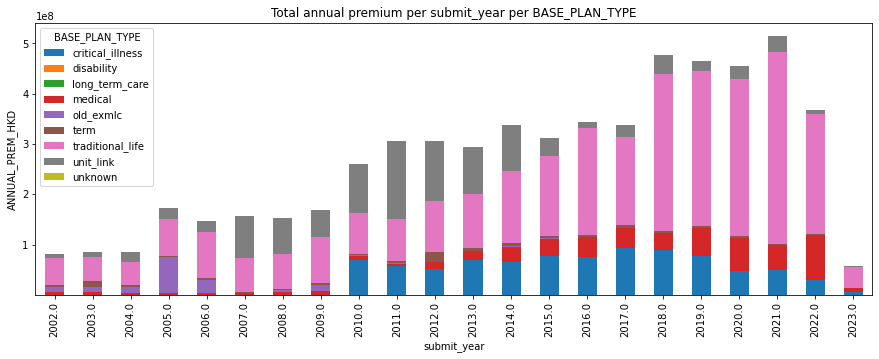 Total annual premium per submit_year per BASE_PLAN_TYPE
1e8
BASE_PLAN_TYPE
critical_illness
disability
long_term_care
medical
old_exmlc
term
traditional_life
unit_link
unknown
ANNUAL_PREM_HKD
5
4
3
2
1
2002.0
2003.0
2004.0
2005.0
2006.0
2007.0
2008.0
2009.0
2010.0
2011.0
2012.0
2013.0
2014.0
2015.0
2016.0
2017.0
2018.0
2019.0
2020.0
2021.0
2022.0
2023.0
submit_year